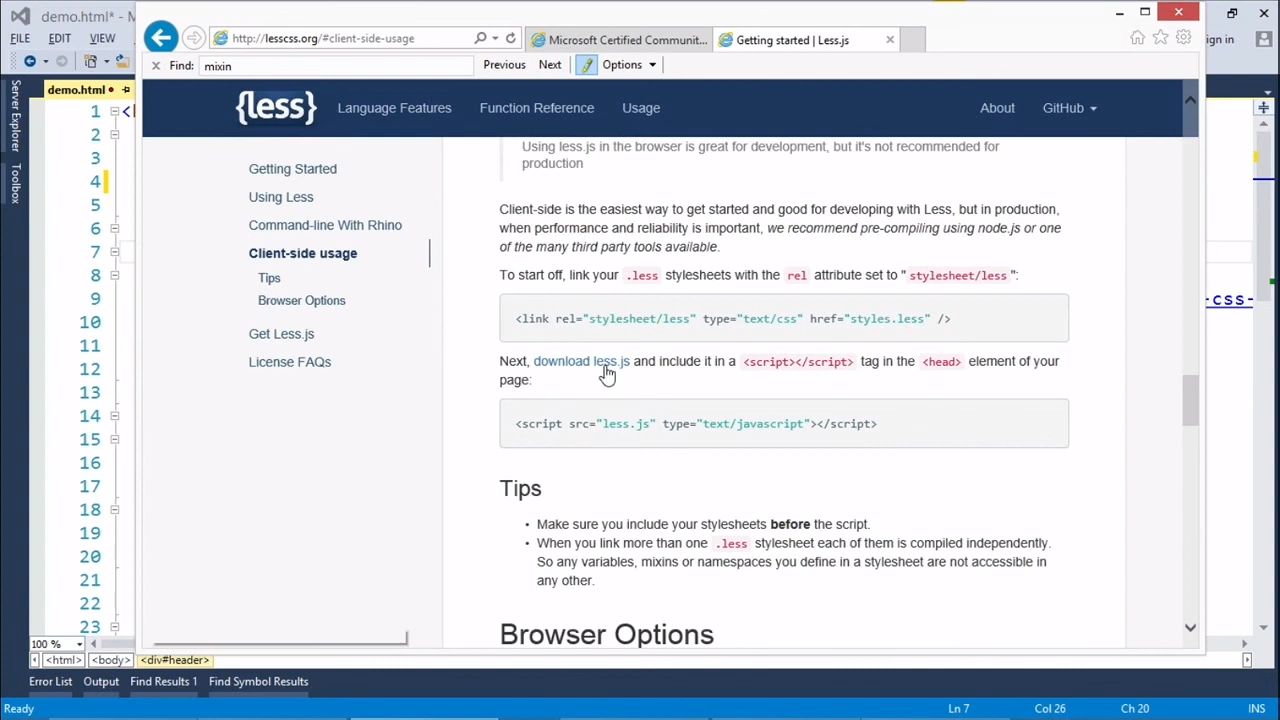 demo.html* -
FILE EDIT VIEW
http://lesscss.org/#client-side-usage
Microsoft Certified Communit...
Getting started | Less.js
Find: mixin Previous Next Options
ign in
demo.html
Server Explorer
Toolbox
{less} Language Features Function Reference Usage About GitHub
Getting Started
Using Less
Command-line With Rhino
Client-side usage
Tips
Browser Options
Get Less.js
License FAQs
Using less.js in the browser is great for development, but it's not recommended for
production
Client-side is the easiest way to get started and good for developing with Less, but in production,
when performance and reliability is important, we recommend pre-compiling using node.js or one
of the many third party tools available.
To start off, link your .less stylesheets with the rel attribute set to "stylesheet/less":
<link rel="stylesheet/less" type="text/css" href="styles.less" />
Next, download less.js and include it in a <script></script> tag in the <head> element of your
page:
<script src="less.js" type="text/javascript"></script>
Tips
• Make sure you include your stylesheets before the script.
• When you link more than one .less stylesheet each of them is compiled independently.
So any variables, mixins or namespaces you define in a stylesheet are not accessible in
any other.
Browser Options
1 <
2
3
4
5
6
7
8
9
-css-
10
11
12
13
14
15
16
17
18
19
20
21
22
23
100 %
<html> <body> <div#header>
Error List Output Find Results 1 Find Symbol Results
Ready Ln 7 Col 26 Ch 20 INS